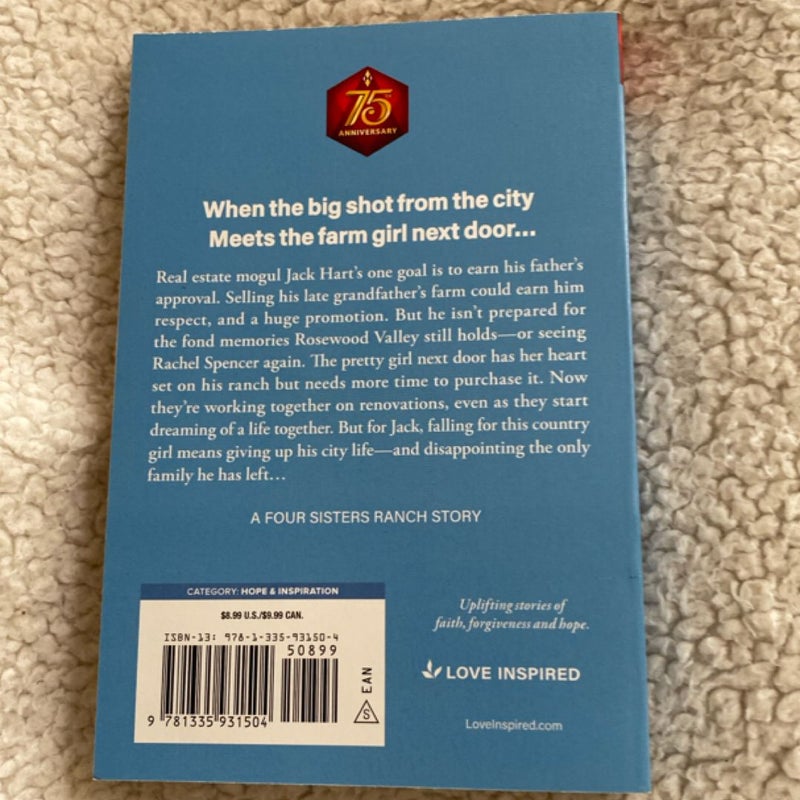 75TH
ANNIVERSARY
When the big shot from the city
Meets the farm girl next door...
Real estate mogul Jack Hart's one goal is to earn his father's
approval. Selling his late grandfather's farm could earn him
respect, and a huge promotion. But he isn't prepared for
the fond memories Rosewood Valley still holds—or seeing
Rachel Spencer again. The pretty girl next door has her heart
set on his ranch but needs more time to purchase it. Now
they're working together on renovations, even as they start
dreaming of a life together. But for Jack, falling for this country
girl means giving up his city life—and disappointing the only
family he has left...
A FOUR SISTERS RANCH STORY
CATEGORY: HOPE & INSPIRATION
$8.99 U.S./$9.99 CAN.
ISBN-13: 978-1-335-93150-4
50899
9 781335 931504
EAN
S
Uplifting stories of
faith, forgiveness and hope.
LOVE INSPIRED
LoveInspired.com